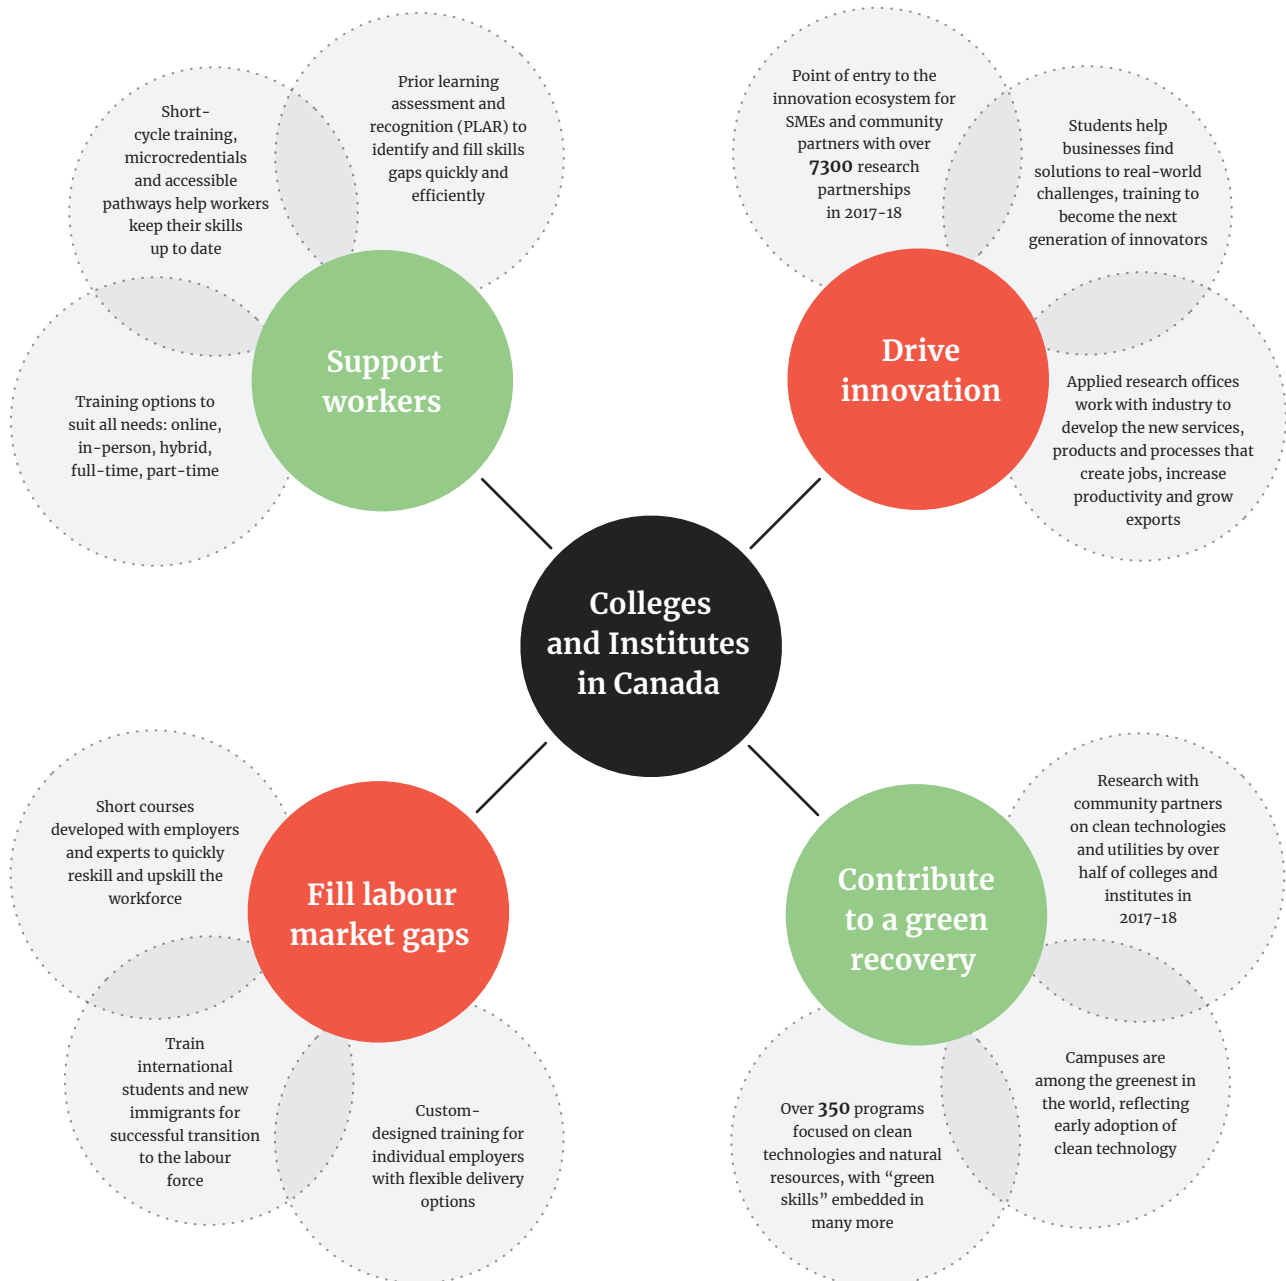 Prior learning
assessment and
recognition (PLAR) to
identify and fill skills
gaps quickly and
efficiently
Short-
cycle training,
microcredentials
and accessible
pathways help workers
keep their skills
up to date
Training options to
suit all needs: online,
in-person, hybrid,
full-time, part-time
Support
workers
Point of entry to the
innovation ecosystem for
SMEs and community
partners with over
7300 research
partnerships
in 2017-18
Students help
businesses find
solutions to real-world
challenges, training to
become the next
generation of innovators
Applied research offices
work with industry to
develop the new services,
products and processes that
create jobs, increase
productivity and grow
exports
Drive
innovation
Colleges
and Institutes
in Canada
Short courses
developed with employers
and experts to quickly
reskill and upskill the
workforce
Train
international
students and new
immigrants for
successful transition
to the labour
force
Custom-
designed training for
individual employers
with flexible delivery
options
Fill labour
market gaps
Research with
community partners
on clean technologies
and utilities by over
half of colleges and
institutes in
2017-18
Campuses are
among the greenest in
the world, reflecting
early adoption of
clean technology
Over 350 programs
focused on clean
technologies and natural
resources, with “green
skills” embedded in
many more
Contribute
to a green
recovery